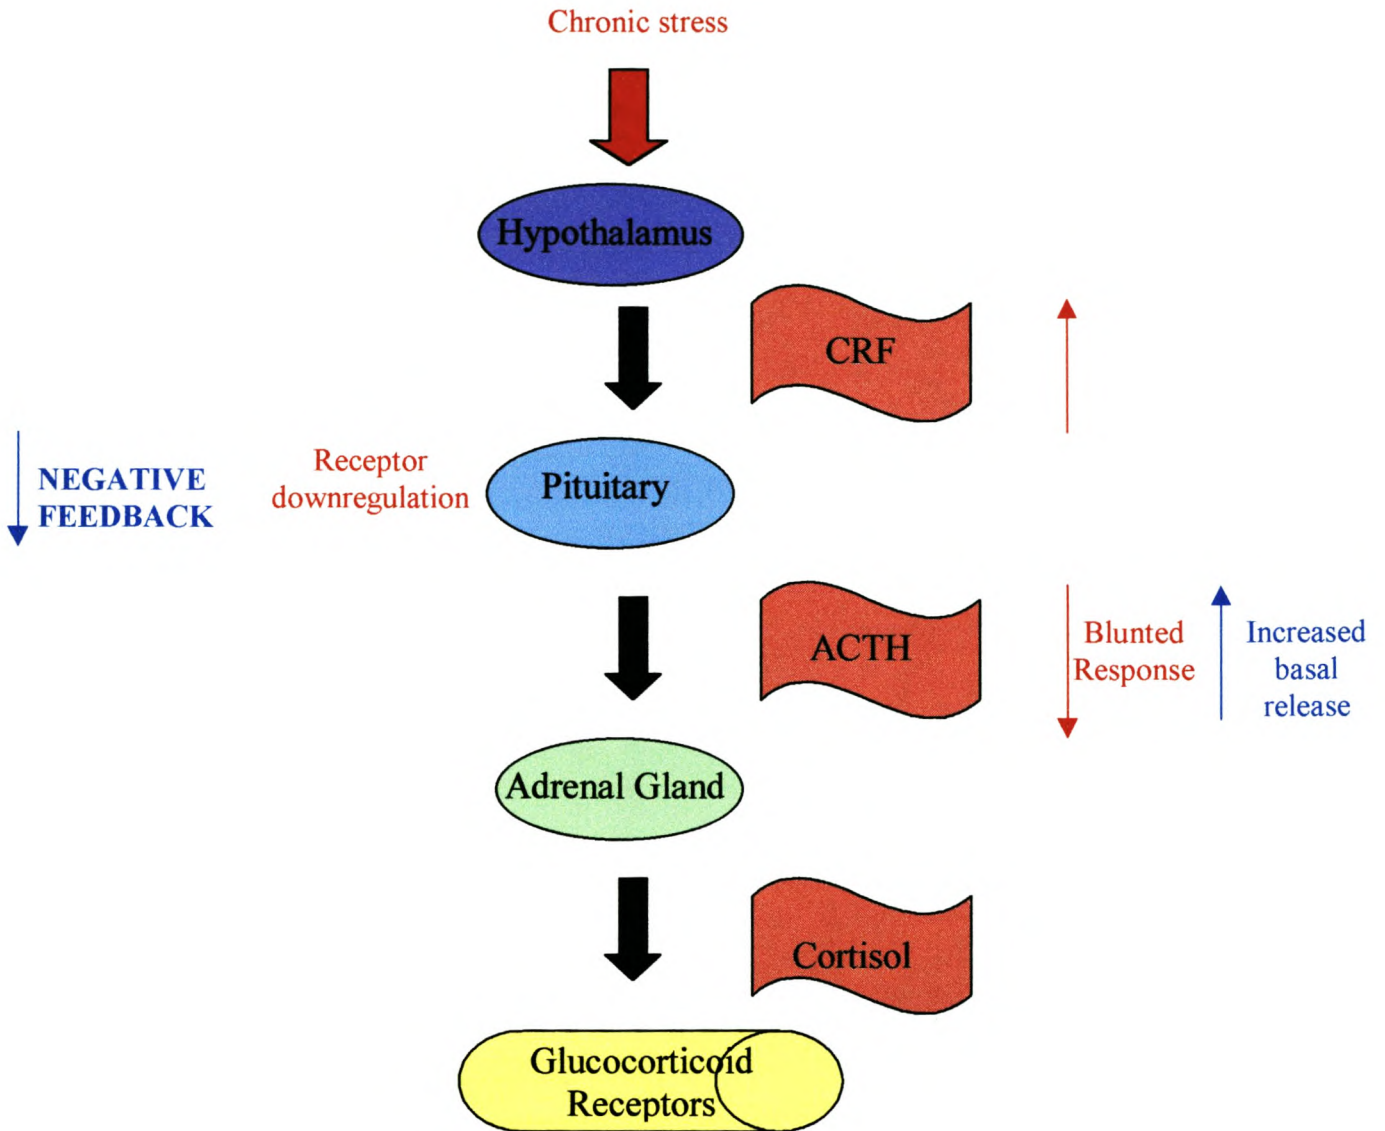 Chronic stress
Hypothalamus
CRF
NEGATIVE
FEEDBACK
Receptor
downregulation
Pituitary
ACTH
Blunted
Response
Increased
basal
release
Adrenal Gland
Cortisol
Glucocorticoid
Receptors